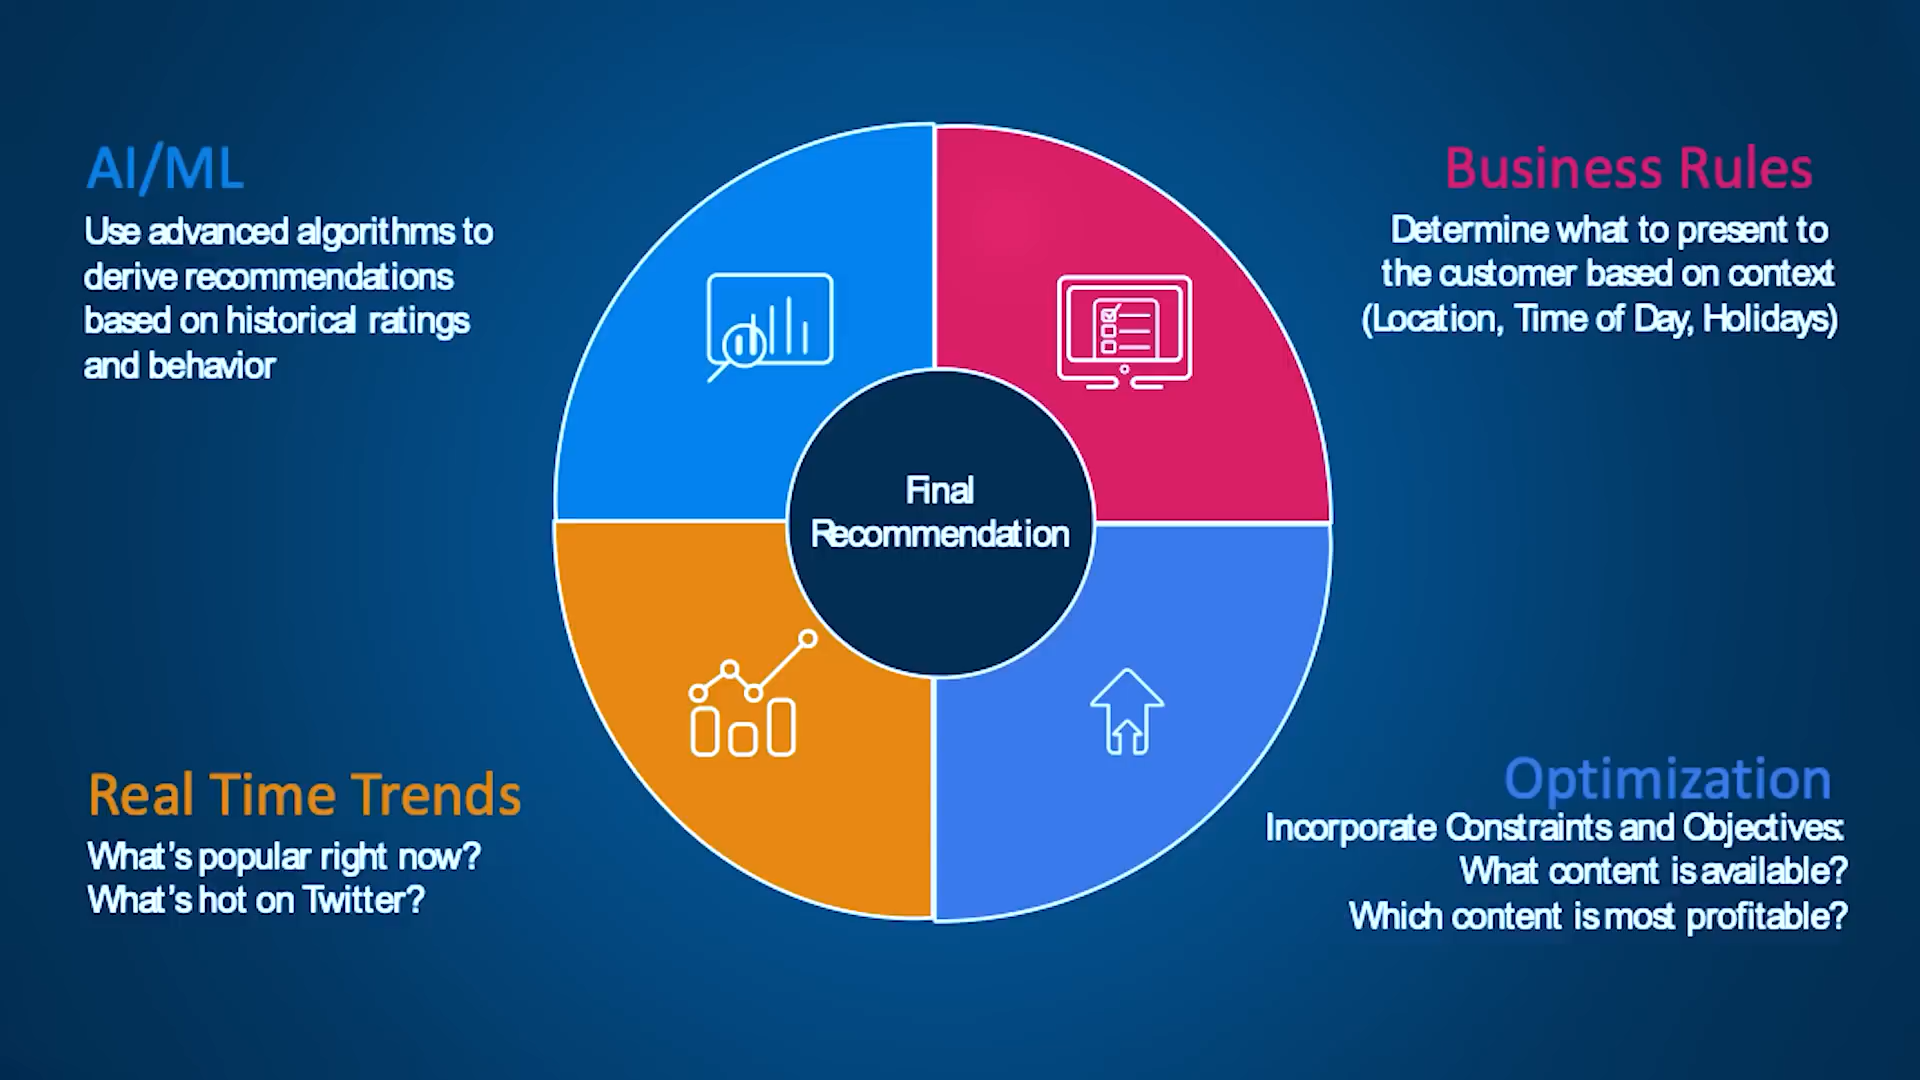 AI/ML
Use advanced algorithms to
derive recommendations
based on historical ratings
and behavior
Business Rules
Determine what to present to
the customer based on context
(Location, Time of Day, Holidays)
Final
Recommendation
Real Time Trends
What's popular right now?
What's hot on Twitter?
Optimization
Incorporate Constraints and Objectives:
What content is available?
Which content is most profitable?